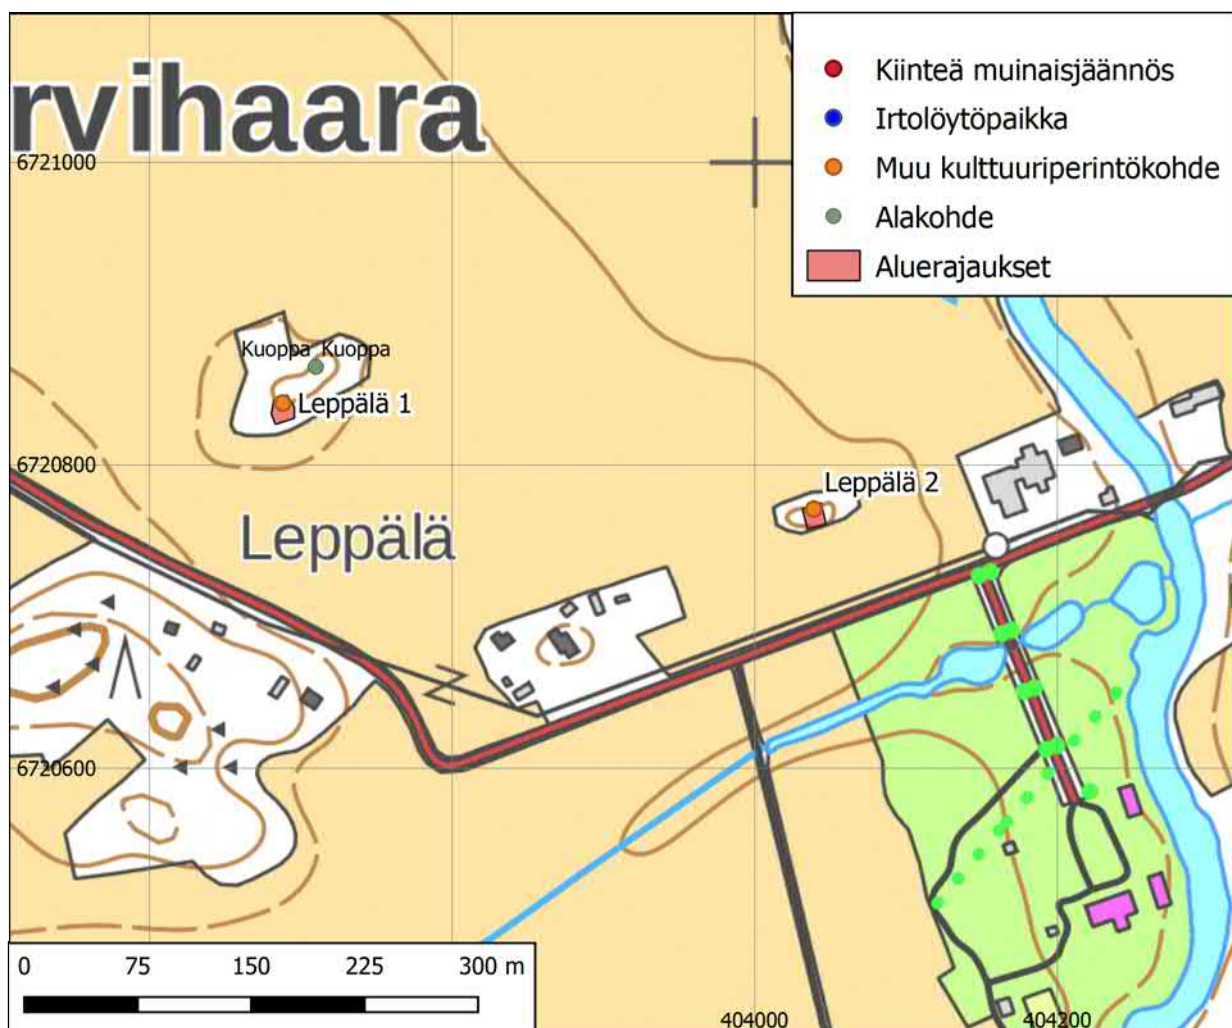 rvihaara
Kiinteä muinaisjäännös
Irtolöytöpaikka
Muu kulttuuriperintökohde
Alakohde
Aluerajaukset
6721000
Kuoppa Kuoppa
Leppälä 1
6720800
Leppälä 2
Leppälä
6720600
0 75 150 225 300 m
404000
404200